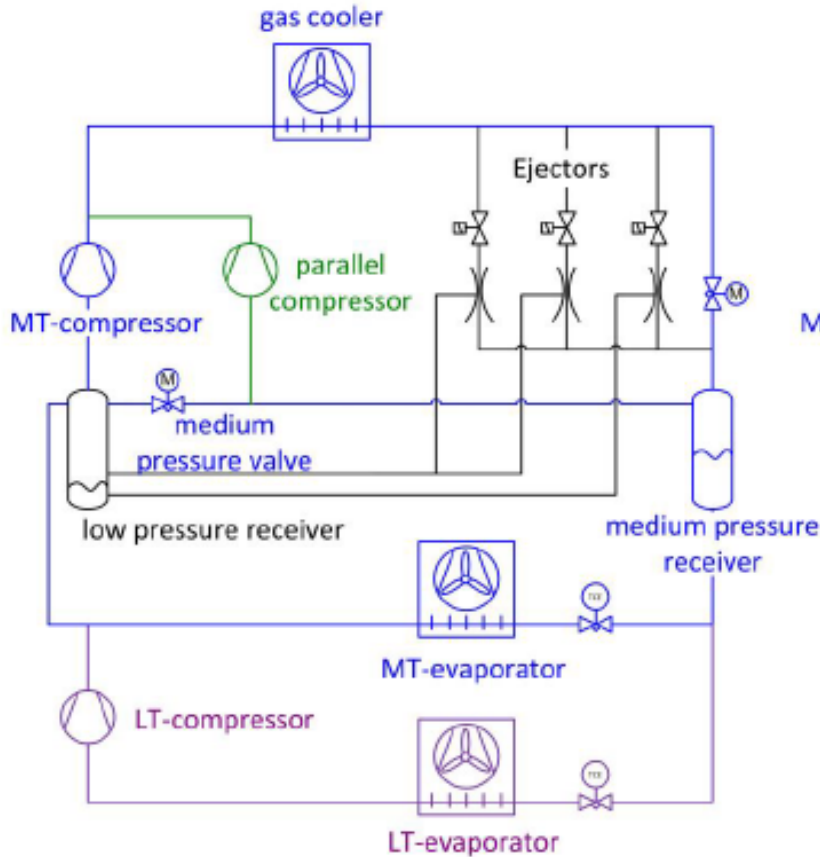 gas cooler
Ejectors
parallel
compressor
MT-compressor
M
M
M
medium
pressure valve
low pressure receiver
medium pressure
receiver
MT-evaporator
LT-compressor
LT-evaporator